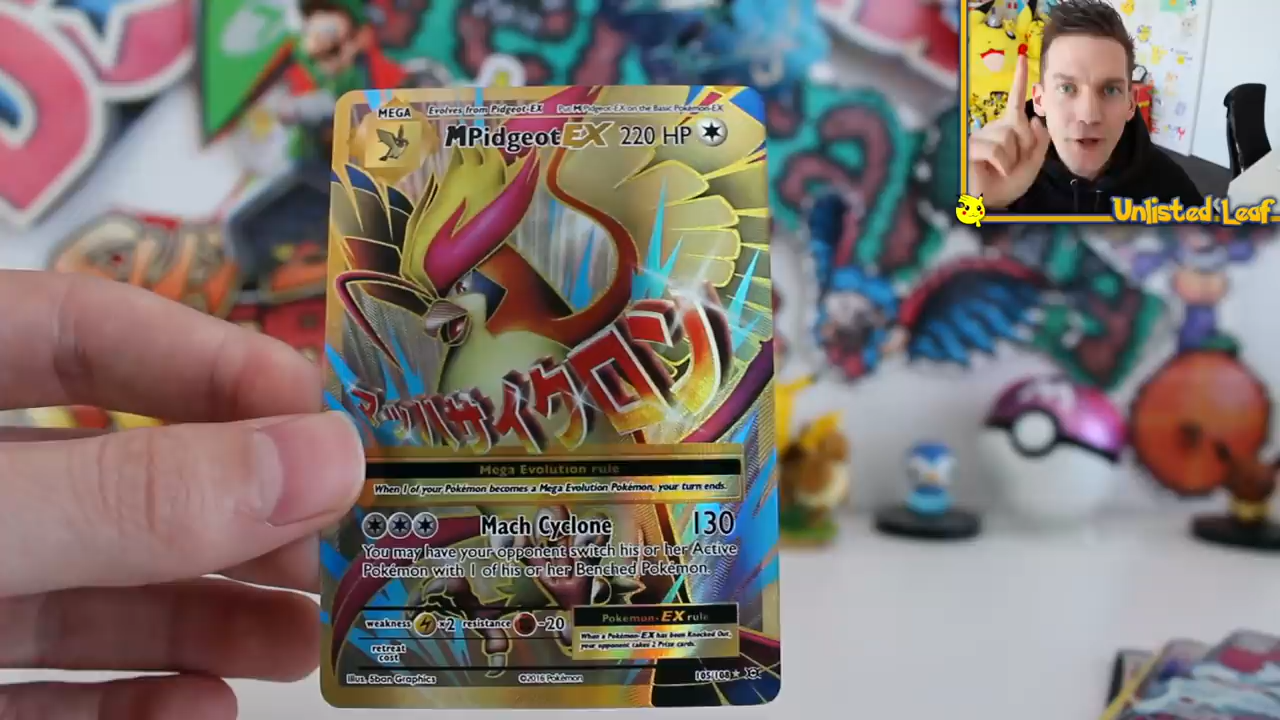 MEGA
Evolves from Pidgeot-EX
Put M Pidgeot-EX on the Basic Pokémon-EX
MPidgeotEX 220 HP
マッハサイクロン
Mega Evolution rule
When 1 of your Pokémon becomes a Mega Evolution Pokémon, your turn ends.
Mach Cyclone 130
You may have your opponent switch his or her Active
Pokémon with 1 of his or her Benched Pokémon.
weakness ×2 resistance -20
retreat
cost
Pokémon-EX rule
When a Pokémon-EX has been Knocked Out,
your opponent takes 2 Prize cards.
Illus. 5ban Graphics
©2016 Pokémon
105/108
Unlisted Leaf